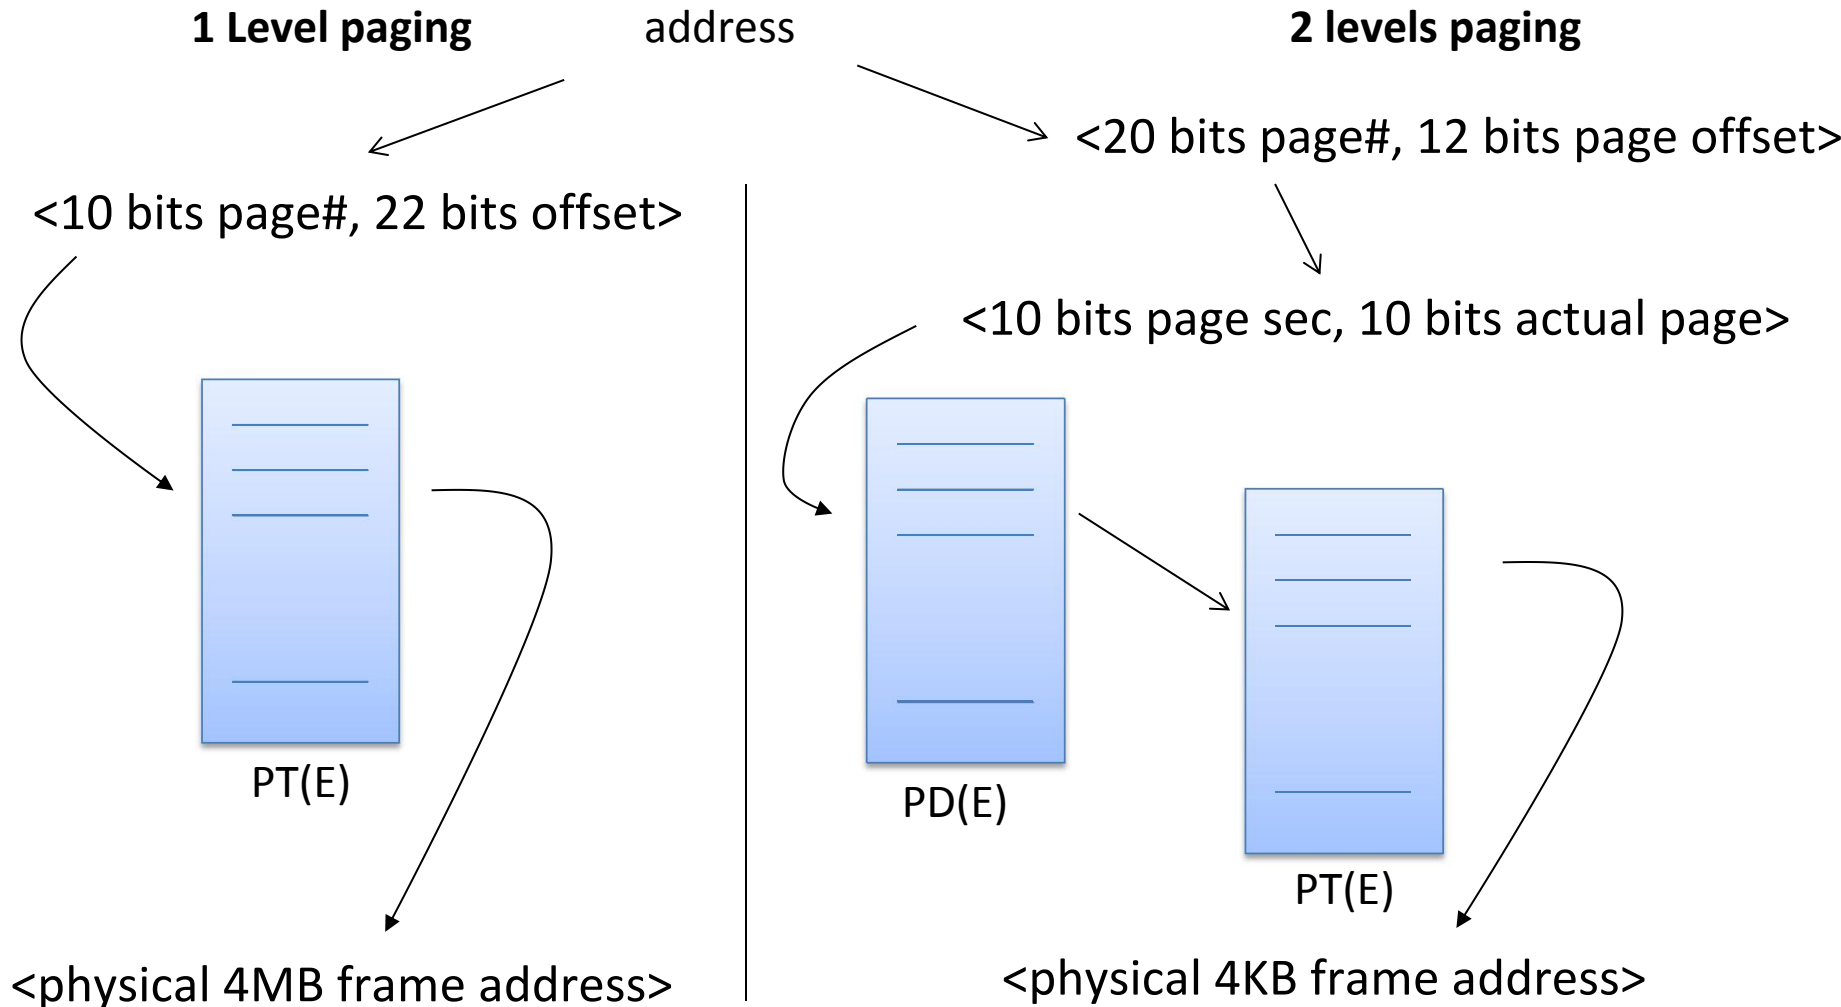 1 Level paging
address
2 levels paging
<20 bits page#, 12 bits page offset>
<10 bits page#, 22 bits offset>
<10 bits page sec, 10 bits actual page>
PT(E)
PD(E)
PT(E)
<physical 4MB frame address>
<physical 4KB frame address>